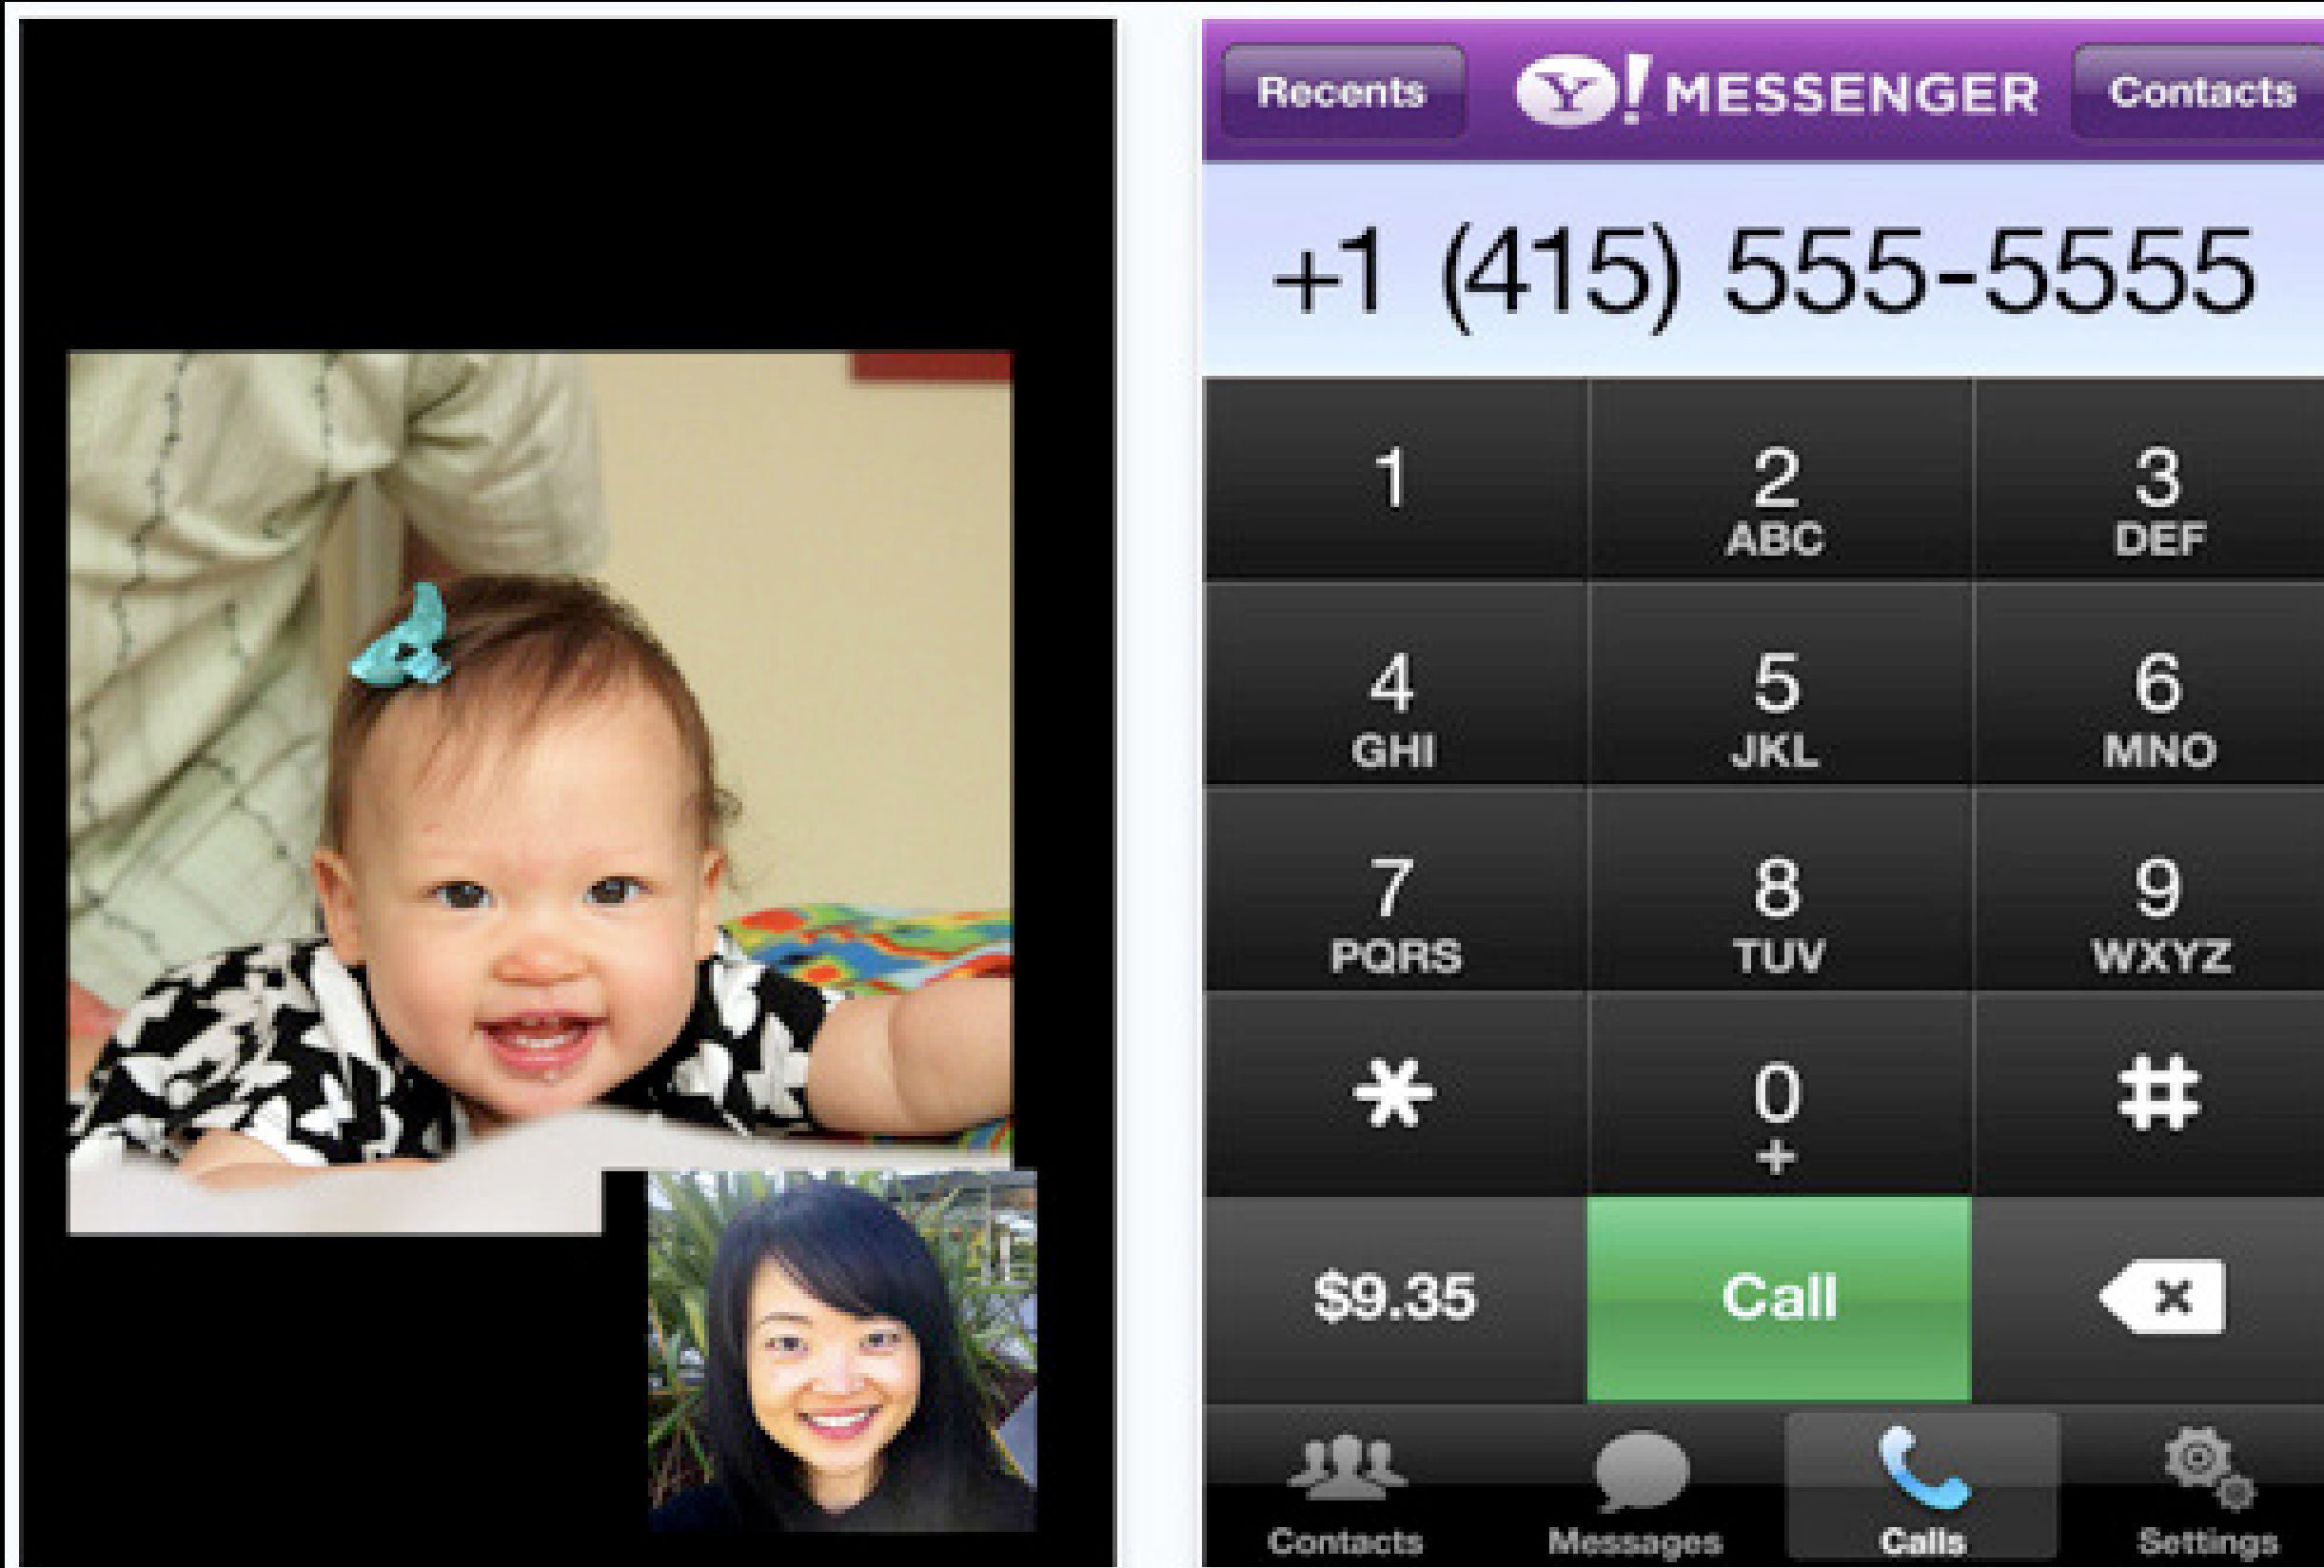 Recents Y! MESSENGER Contacts
+1 (415) 555-5555
1 2 3
ABC DEF
4 5 6
GHI JKL MNO
7 8 9
PQRS TUV WXYZ
* 0 #
+
$9.35 Call
Contacts Messages Calls Settings